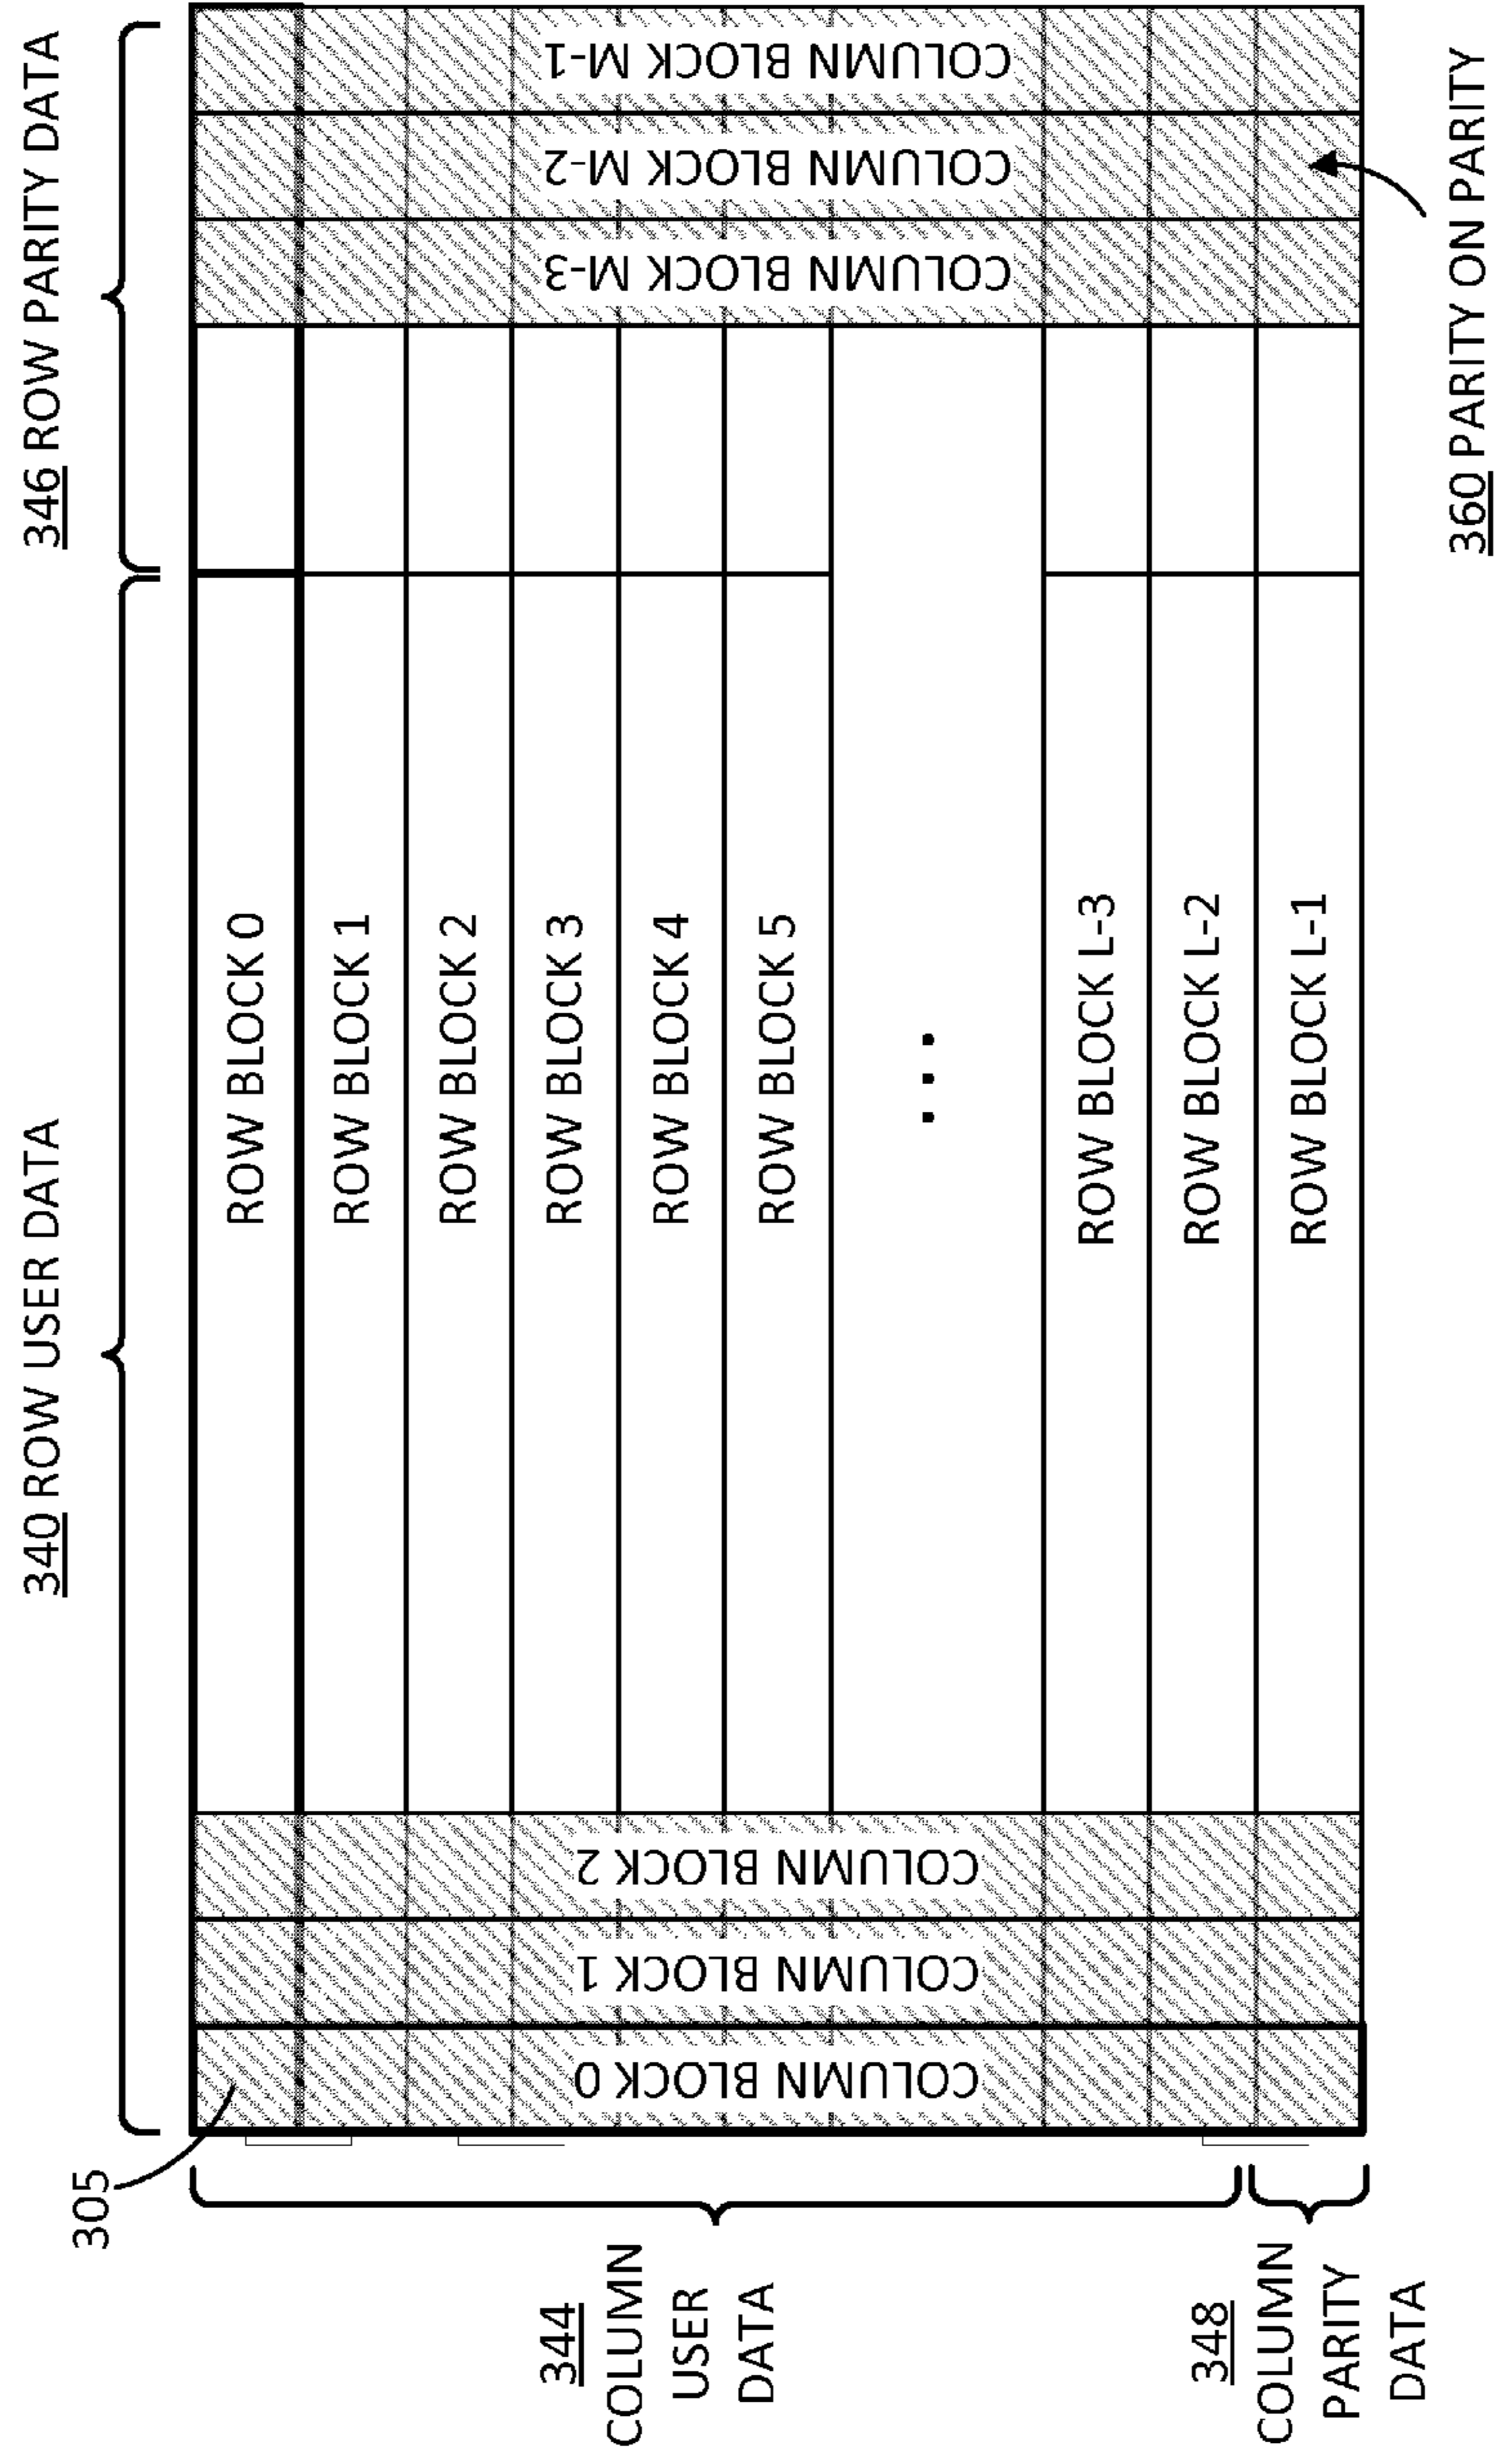 340 ROW USER DATA
346 ROW PARITY DATA
305
344
COLUMN
USER
DATA
348
COLUMN
PARITY
DATA
COLUMN BLOCK 0
COLUMN BLOCK 1
COLUMN BLOCK 2
ROW BLOCK 0
ROW BLOCK 1
ROW BLOCK 2
ROW BLOCK 3
ROW BLOCK 4
ROW BLOCK 5
...
ROW BLOCK L-3
ROW BLOCK L-2
ROW BLOCK L-1
COLUMN BLOCK M-3
COLUMN BLOCK M-2
COLUMN BLOCK M-1
360 PARITY ON PARITY